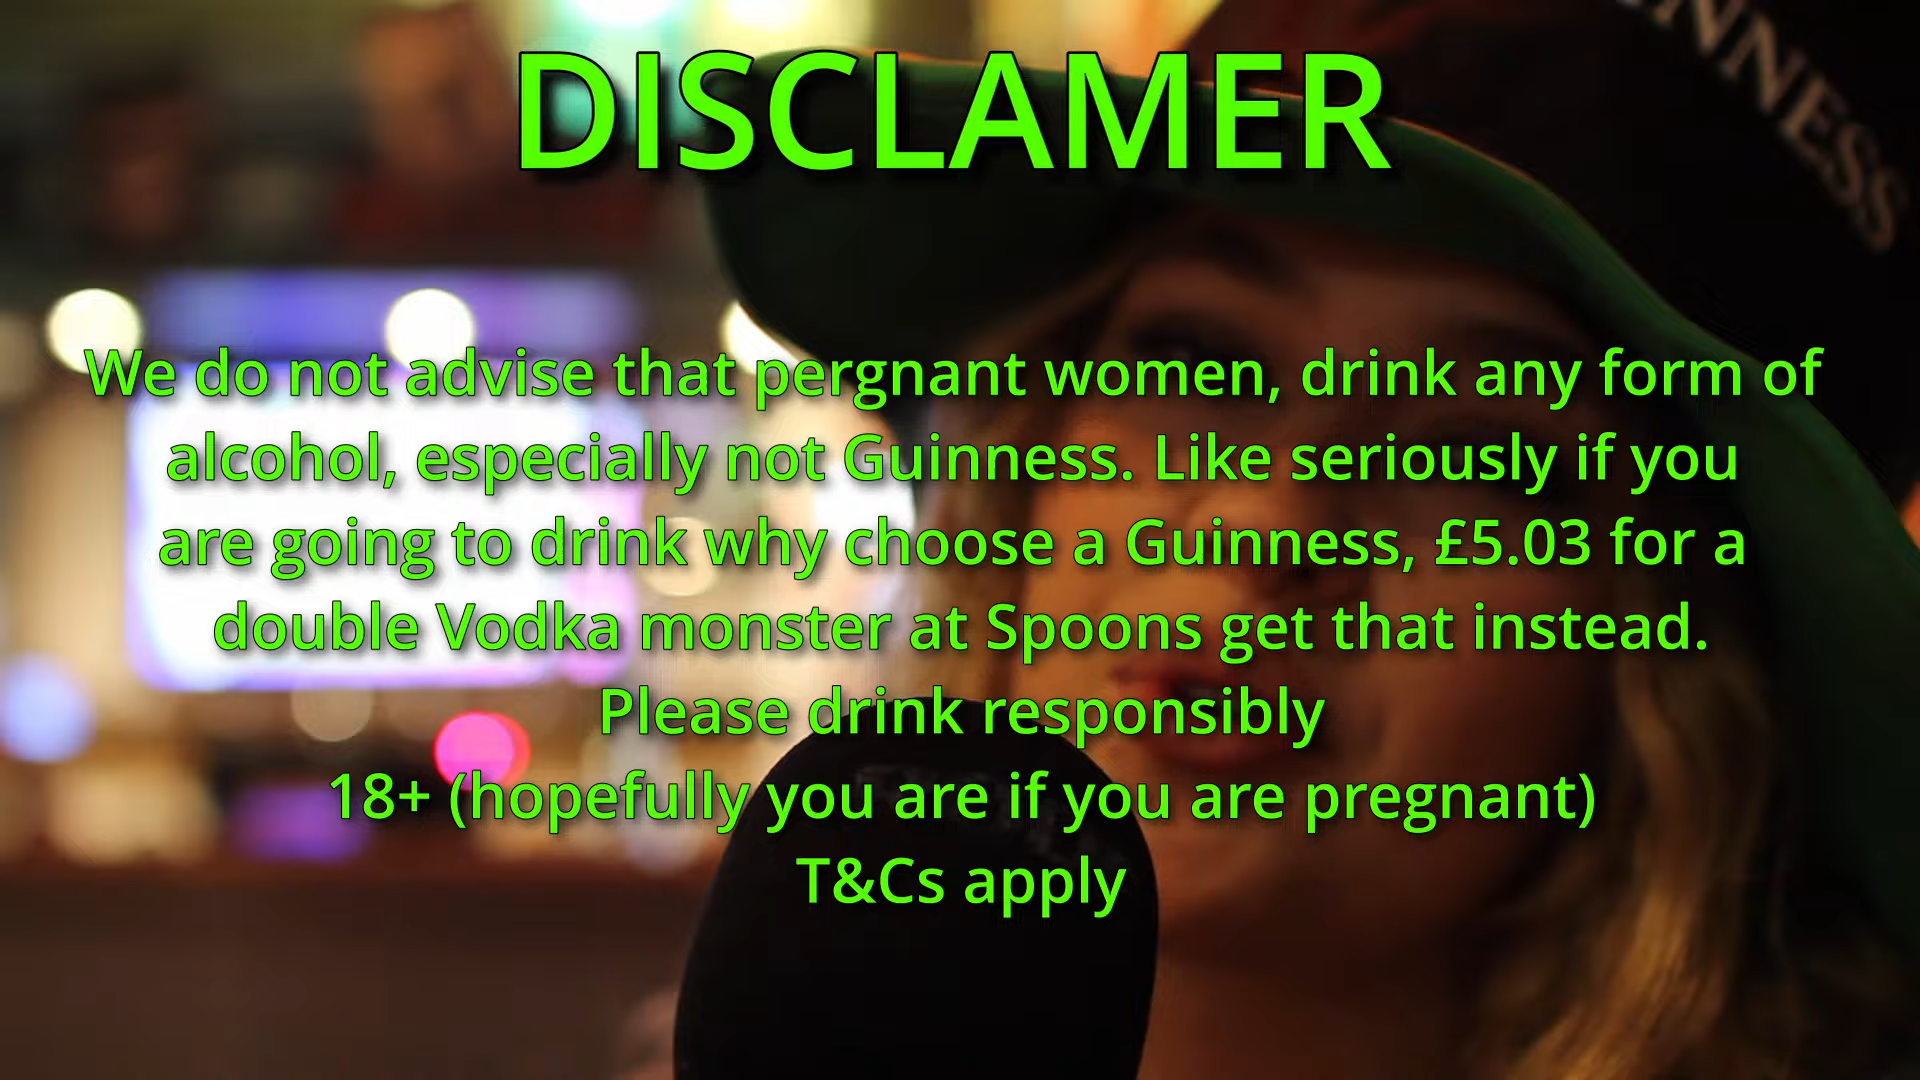 NNESS
DISCLAMER
We do not advise that pergnant women, drink any form of
alcohol, especially not Guinness. Like seriously if you
are going to drink why choose a Guinness, £5.03 for a
double Vodka monster at Spoons get that instead.
Please drink responsibly
18+ (hopefully you are if you are pregnant)
T&Cs apply